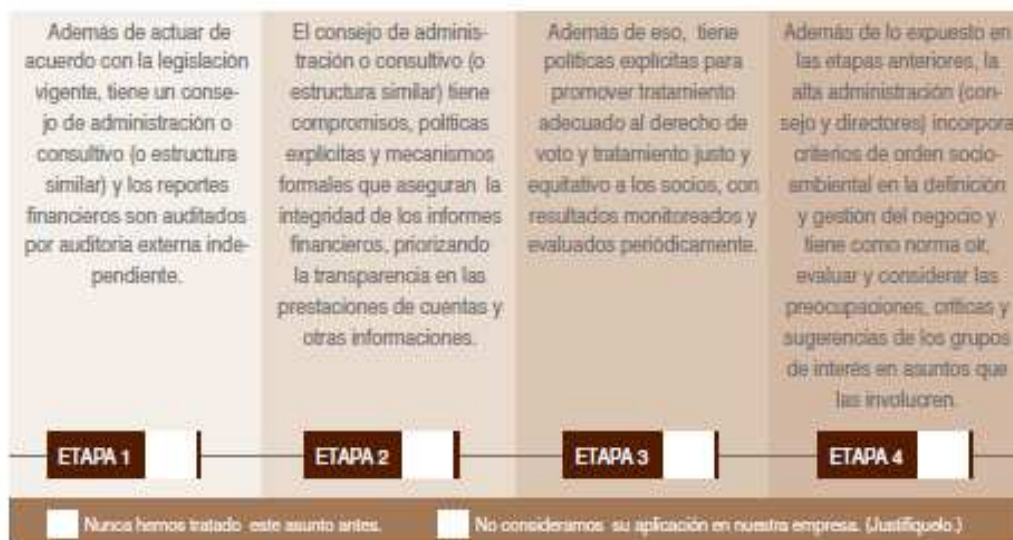 Además de actuar de
acuerdo con la legislación
vigente, tiene un conse-
jo de administración o
consultivo (o estructura
similar) y los reportes
financieros son auditados
por auditoria externa inde-
pendiente.
El consejo de adminis-
tración o consultivo (o
estructura similar) tiene
compromisos, políticas
explícitas y mecanismos
formales que aseguran la
integridad de los informes
financieros, priorizando
la transparencia en las
prestaciones de cuentas y
otras informaciones.
Además de eso, tiene
políticas explícitas para
promover tratamiento
adecuado al derecho de
voto y tratamiento justo y
equitativo a los socios, con
resultados monitoreados y
evaluados periódicamente.
Además de lo expuesto en
las etapas anteriores, la
alta administración (con-
sejo y directores) incorpora
criterios de orden socio-
ambiental en la definición
y gestión del negocio y
tiene como norma oír,
evaluar y considerar las
preocupaciones, críticas y
sugerencias de los grupos
de interés en asuntos que
las involucren.
ETAPA 1
ETAPA 2
ETAPA 3
ETAPA 4
Nunca hemos tratado este asunto antes.
No consideramos su aplicación en nuestra empresa. (Justifíquelo.)